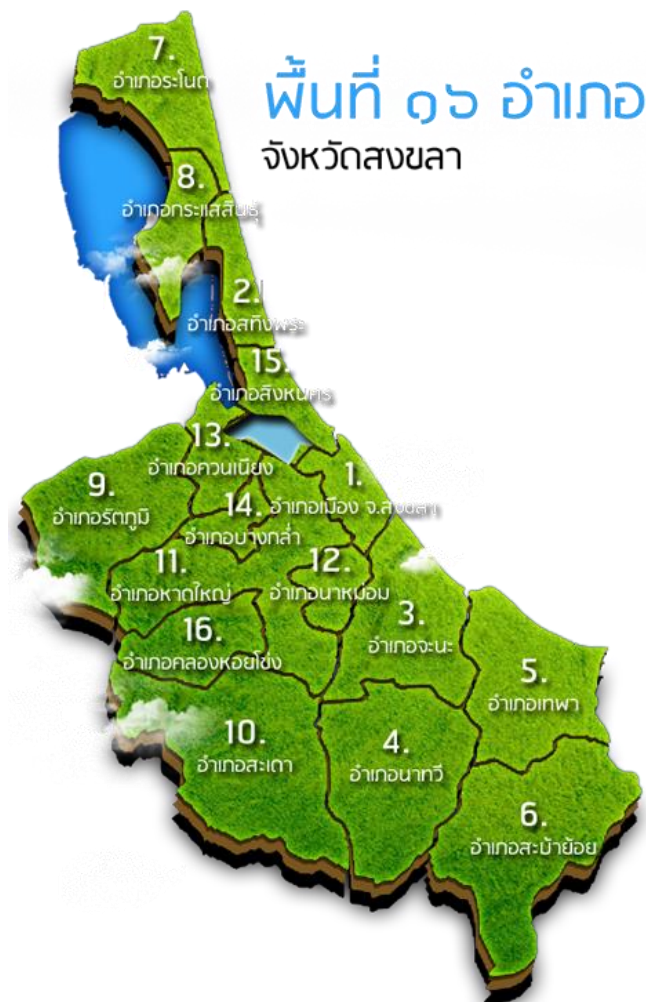 พื้นที่ ๑๖ อำเภอ
จังหวัดสงขลา
7.
อำเภอระโนด
8.
อำเภอกระแสสินธุ์
2.
อำเภอสทิงพระ
15.
อำเภอสิงหนคร
13.
อำเภอควนเนียง
1.
อำเภอเมือง จ.สงขลา
9.
อำเภอรัตภูมิ
14.
อำเภอบางกล่ำ
11.
อำเภอหาดใหญ่
12.
อำเภอนาหม่อม
3.
อำเภอจะนะ
16.
อำเภอคลองหอยโข่ง
5.
อำเภอเทพา
10.
อำเภอสะเดา
4.
อำเภอนาทวี
6.
อำเภอสะบ้าย้อย